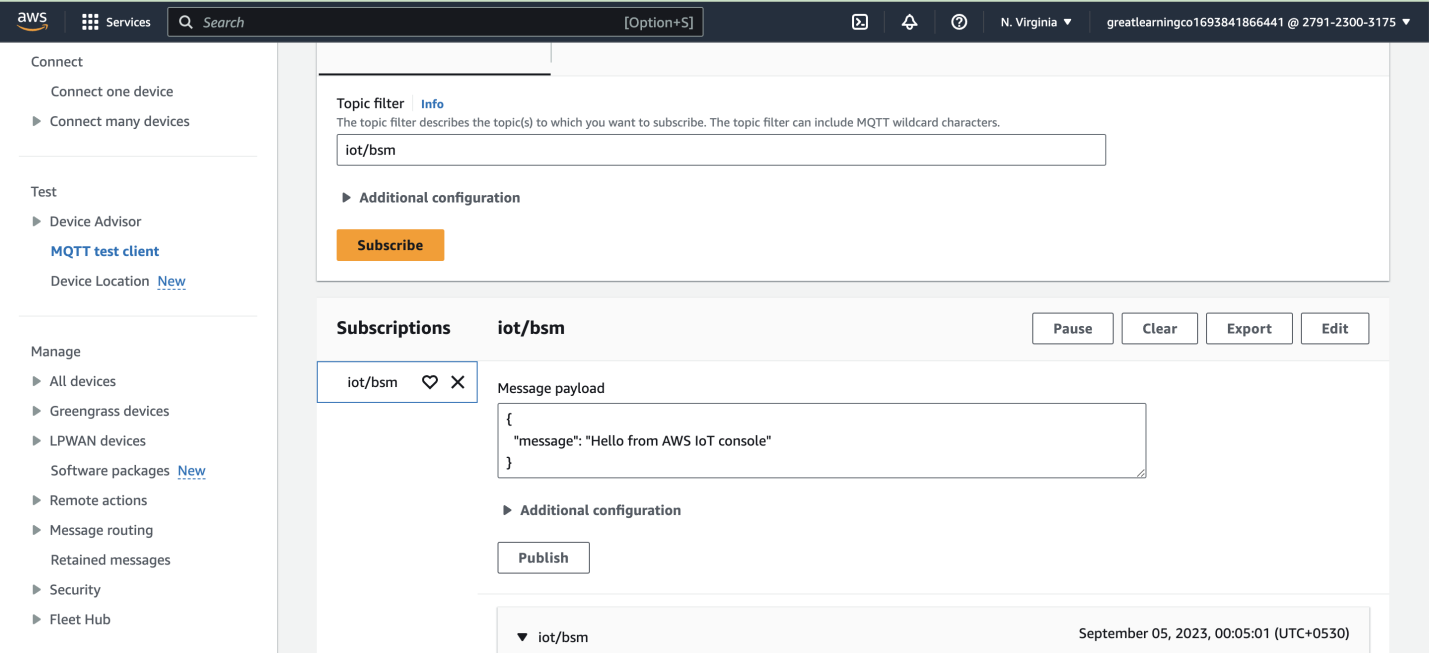 aws
Services
Search
[Option+S]
N. Virginia
greatlearningco1693841866441 @ 2791-2300-3175
Connect
Connect one device
Connect many devices
Test
Device Advisor
MQTT test client
Device Location New
Manage
All devices
Greengrass devices
LPWAN devices
Software packages New
Remote actions
Message routing
Retained messages
Security
Fleet Hub
Topic filter Info
The topic filter describes the topic(s) to which you want to subscribe. The topic filter can include MQTT wildcard characters.
iot/bsm
Additional configuration
Subscribe
Subscriptions
iot/bsm
Pause
Clear
Export
Edit
iot/bsm
Message payload
{
"message": "Hello from AWS IoT console"
}
Additional configuration
Publish
iot/bsm
September 05, 2023, 00:05:01 (UTC+0530)